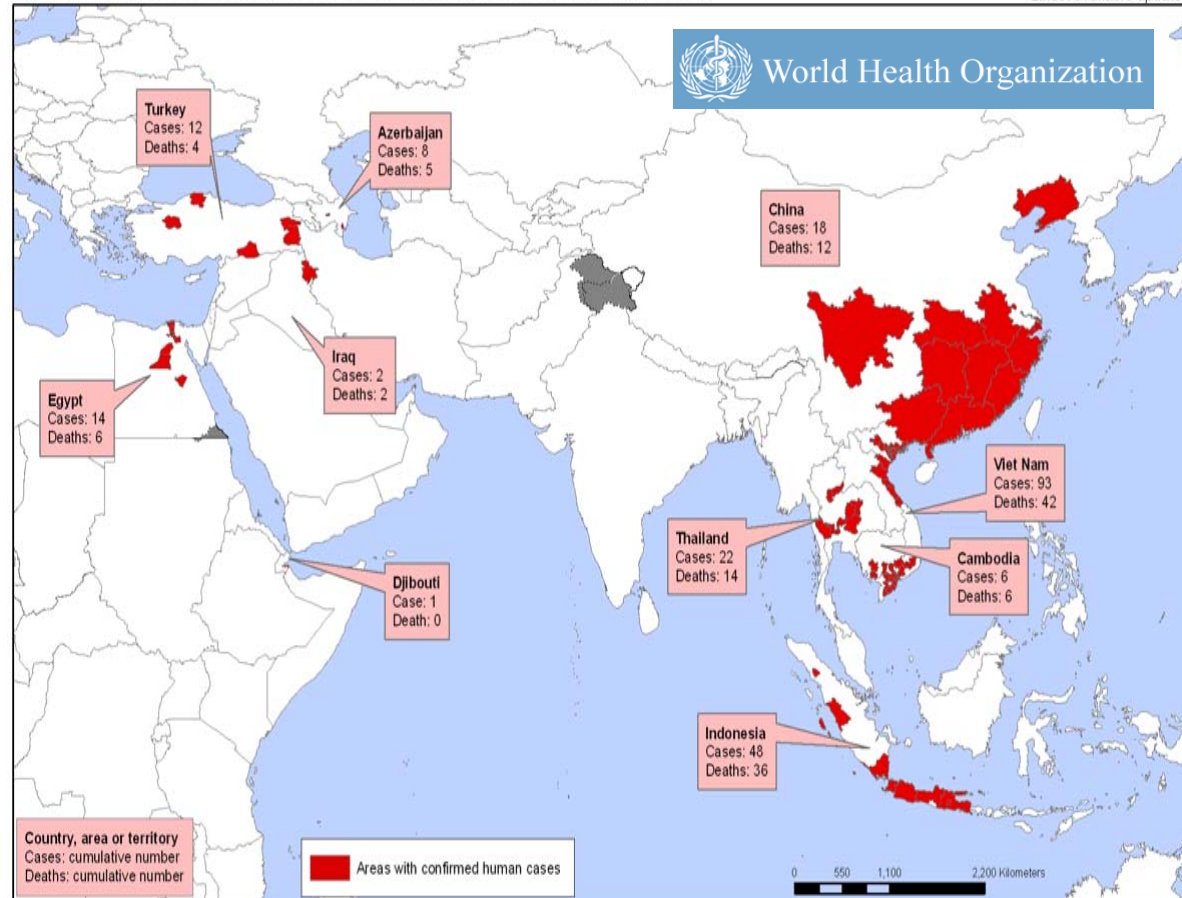 World Health Organization
Turkey
Cases: 12
Deaths: 4
Azerbaijan
Cases: 8
Deaths: 5
China
Cases: 18
Deaths: 12
Iraq
Cases: 2
Deaths: 2
Egypt
Cases: 14
Deaths: 6
Viet Nam
Cases: 93
Deaths: 42
Thailand
Cases: 22
Deaths: 14
Cambodia
Cases: 6
Deaths: 6
Djibouti
Case: 1
Death: 0
Indonesia
Cases: 48
Deaths: 36
Country, area or territory
Cases: cumulative number
Deaths: cumulative number
Areas with confirmed human cases
0 550 1,100 2,200 Kilometers